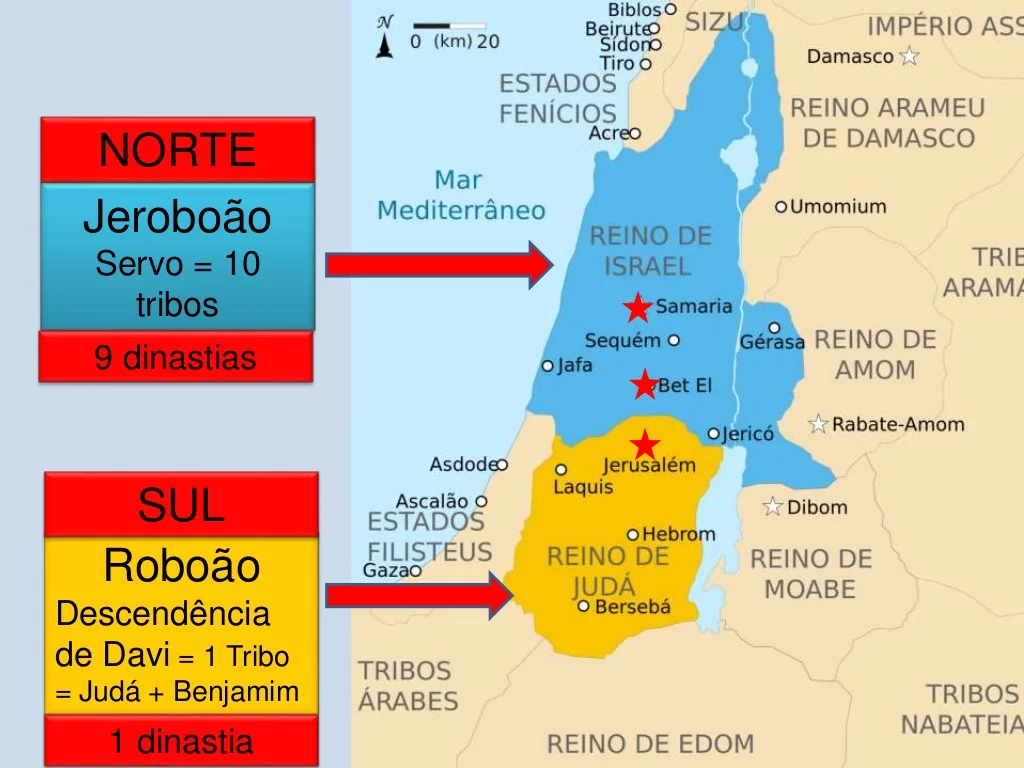 NORTE
Jeroboão
Servo = 10
tribos
9 dinastias
SUL
Roboão
Descendência
de Davi = 1 Tribo
= Judá + Benjamim
1 dinastia
N
0 (km) 20
Biblos
Beirute
Sídon
Tiro
SIZU
IMPÉRIO ASS
Damasco
ESTADOS
FENÍCIOS
REINO ARAMEU
DE DAMASCO
Acre
Mar
Mediterrâneo
Umomium
REINO DE
ISRAEL
TRIB
ARAMA
Samaria
Sequém
Gérasa
REINO DE
AMOM
Jafa
Bet El
Rabate-Amom
Jericó
Asdode
Jerusalém
Laquis
Ascalão
Dibom
ESTADOS
FILISTEUS
Hebrom
REINO DE
JUDÁ
REINO DE
MOABE
Gaza
Bersebá
TRIBOS
ÁRABES
TRIBOS
NABATEIA
REINO DE EDOM